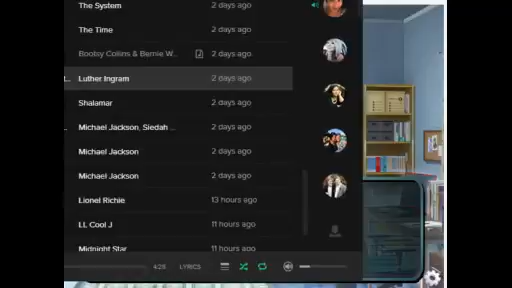 The System 2 days ago
The Time 2 days ago
Bootsy Collins & Bernie W... 2 days ago
Luther Ingram 2 days ago
Shalamar 2 days ago
Michael Jackson, Siedah ... 2 days ago
Michael Jackson 2 days ago
Michael Jackson 2 days ago
Lionel Richie 13 hours ago
LL Cool J 11 hours ago
Midnight Star 11 hours ago
4:28 LYRICS